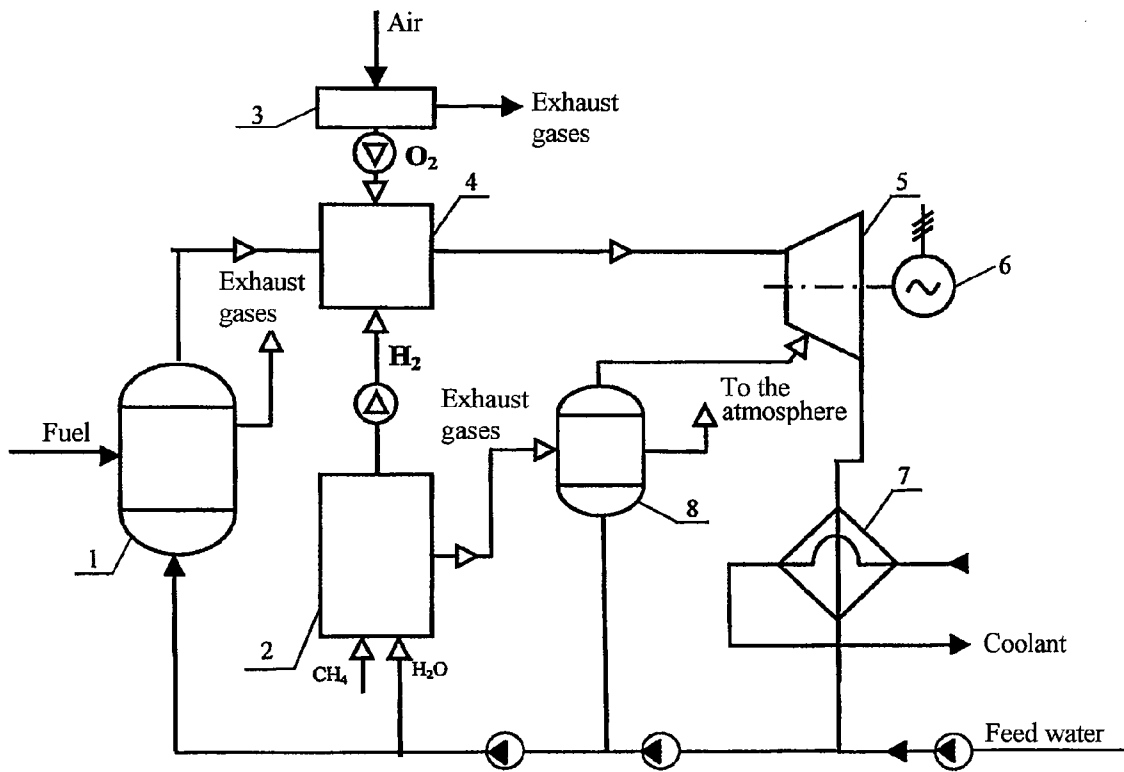 Air
3
Exhaust
gases
O₂
4
5
6
Exhaust
gases
H₂
To the
atmosphere
Exhaust
gases
Fuel
7
8
1
2
CH₄
H₂O
Coolant
Feed water